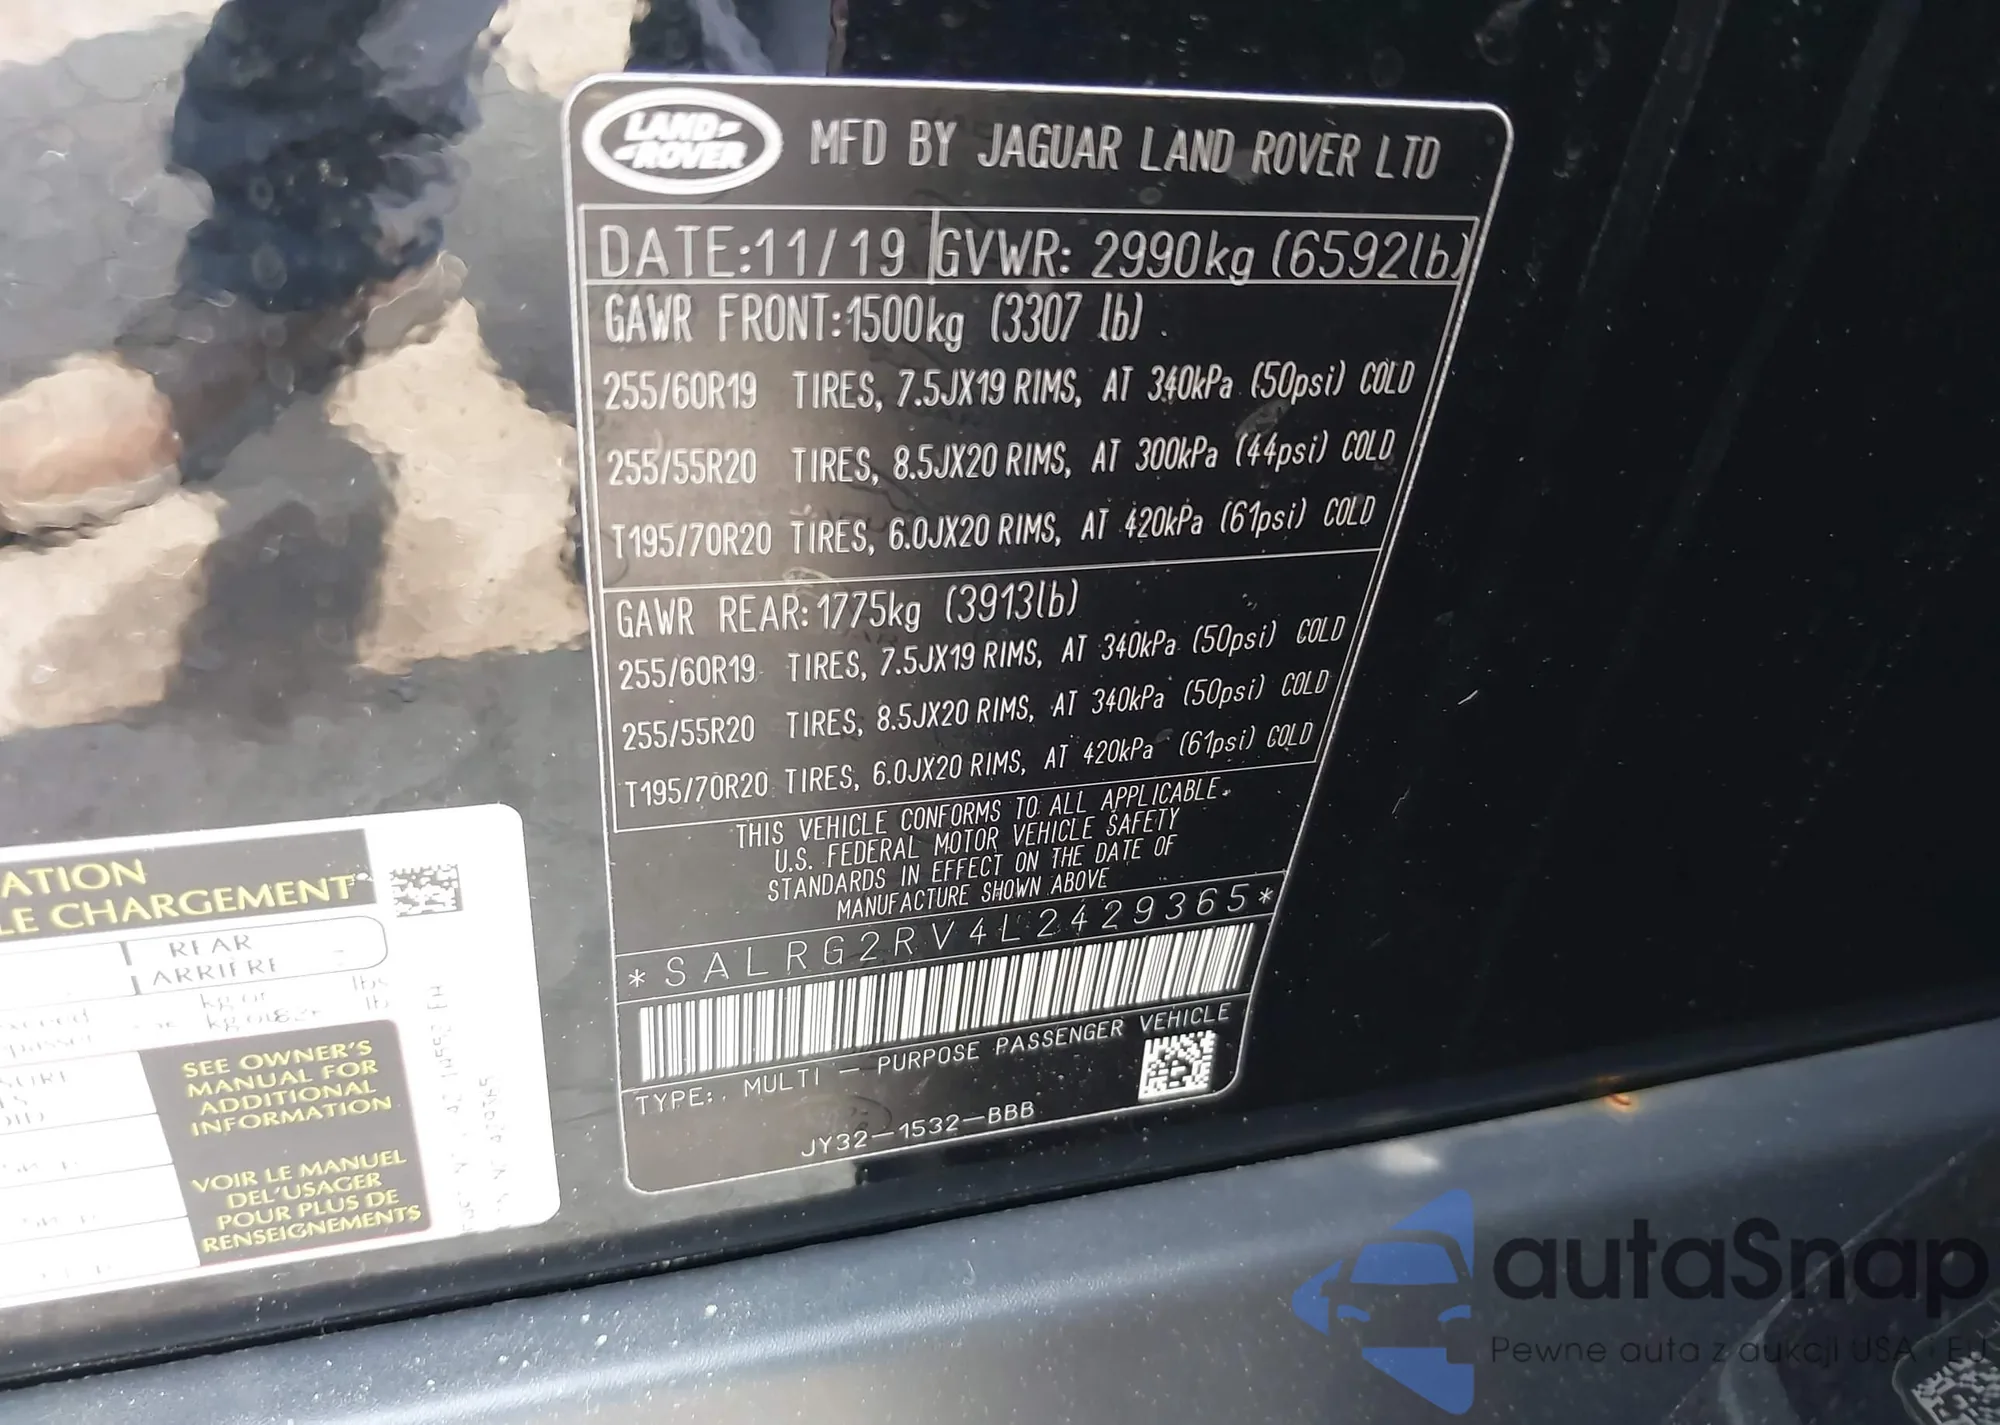 LAND-
-ROVER
MFD BY JAGUAR LAND ROVER LTD
DATE:11/19 GVWR: 2990kg (6592lb)
GAWR FRONT:1500kg (3307 lb)
255/60R19 TIRES, 7.5JX19 RIMS, AT 340kPa (50psi) COLD
255/55R20 TIRES, 8.5JX20 RIMS, AT 300kPa (44psi) COLD
T195/70R20 TIRES, 6.0JX20 RIMS, AT 420kPa (61psi) COLD
GAWR REAR:1775kg (3913lb)
255/60R19 TIRES, 7.5JX19 RIMS, AT 340kPa (50psi) COLD
255/55R20 TIRES, 8.5JX20 RIMS, AT 340kPa (50psi) COLD
T195/70R20 TIRES, 6.0JX20 RIMS, AT 420kPa (61psi) COLD
THIS VEHICLE CONFORMS TO ALL APPLICABLE
U.S. FEDERAL MOTOR VEHICLE SAFETY
STANDARDS IN EFFECT ON THE DATE OF
MANUFACTURE SHOWN ABOVE
*SALRG2RV4L2429365*
TYPE: MULTI - PURPOSE PASSENGER VEHICLE
JY32-1532-BBB
ATION
LE CHARGEMENT
REAR
ARRIÈRE
SEE OWNER'S
MANUAL FOR
ADDITIONAL
INFORMATION
VOIR LE MANUEL
DEL'USAGER
POUR PLUS DE
RENSEIGNEMENTS
autaSnap
Pewne auta z aukcji USA i EU